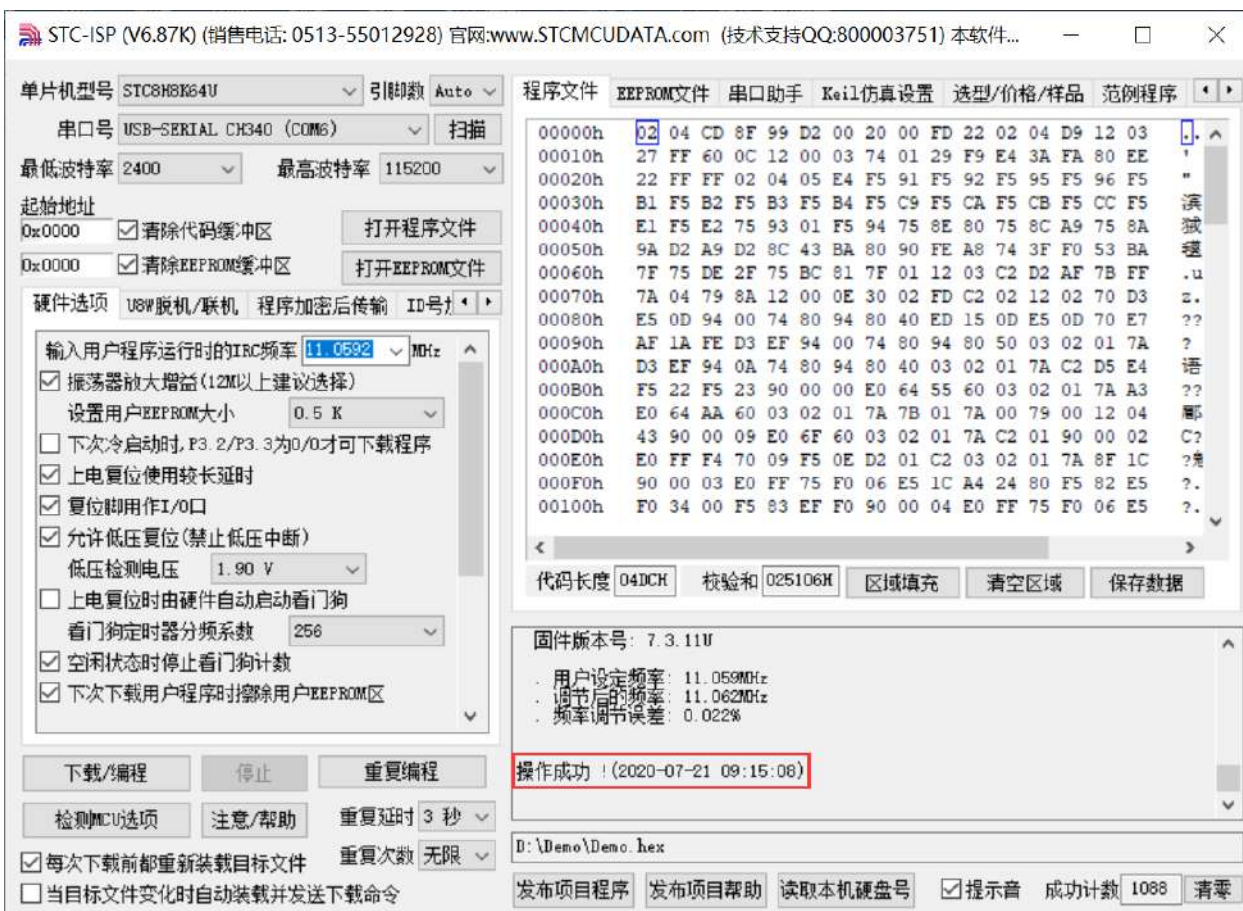 STC-ISP (V6.87K) (销售电话: 0513-55012928) 官网:www.STCMCUDATA.com (技术支持QQ:800003751) 本软件...
单片机型号 STC8H8K64U 引脚数 Auto
串口号 USB-SERIAL CH340 (COM6) 扫描
最低波特率 2400 最高波特率 115200
起始地址
0x0000 清除代码缓冲区 打开程序文件
0x0000 清除EEPROM缓冲区 打开EEPROM文件
硬件选项 U8W脱机/联机 程序加密后传输 ID号
输入用户程序运行时的IRC频率 11.0592 MHz
振荡器放大增益(12M以上建议选择)
设置用户EEPROM大小 0.5 K
下次冷启动时,P3.2/P3.3为0/0才可下载程序
上电复位使用较长延时
复位脚用作I/O口
允许低压复位(禁止低压中断)
低压检测电压 1.90 V
上电复位时由硬件自动启动看门狗
看门狗定时器分频系数 256
空闲状态时停止看门狗计数
下次下载用户程序时擦除用户EEPROM区
下载/编程 停止 重复编程
检测MCU选项 注意/帮助 重复延时 3 秒
每次下载前都重新装载目标文件 重复次数 无限
当目标文件变化时自动装载并发送下载命令
程序文件 EEPROM文件 串口助手 Keil仿真设置 选型/价格/样品 范例程序
00000h 02 04 CD 8F 99 D2 00 20 00 FD 22 02 04 D9 12 03 ..
00010h 27 FF 60 0C 12 00 03 74 01 29 F9 E4 3A FA 80 EE '
00020h 22 FF FF 02 04 05 E4 F5 91 F5 92 F5 95 F5 96 F5 "
00030h B1 F5 B2 F5 B3 F5 B4 F5 C9 F5 CA F5 CB F5 CC F5
00040h E1 F5 E2 75 93 01 F5 94 75 8E 80 75 8C A9 75 8A
00050h 9A D2 A9 D2 8C 43 BA 80 90 FE A8 74 3F F0 53 BA
00060h 7F 75 DE 2F 75 BC 81 7F 01 12 03 C2 D2 AF 7B FF .u
00070h 7A 04 79 8A 12 00 0E 30 02 FD C2 02 12 02 70 D3 z.
00080h E5 0D 94 00 74 80 94 80 40 ED 15 0D E5 0D 70 E7 ??
00090h AF 1A FE D3 EF 94 00 74 80 94 80 50 03 02 01 7A ?
000A0h D3 EF 94 0A 74 80 94 80 40 03 02 01 7A C2 D5 E4 语
000B0h F5 22 F5 23 90 00 00 E0 64 55 60 03 02 01 7A A3 ??
000C0h E0 64 AA 60 03 02 01 7A 7B 01 7A 00 79 00 12 04
000D0h 43 90 00 09 E0 6F 60 03 02 01 7A C2 01 90 00 02 C?
000E0h E0 FF F4 70 09 F5 0E D2 01 C2 03 02 01 7A 8F 1C
000F0h 90 00 03 E0 FF 75 F0 06 E5 1C A4 24 80 F5 82 E5 ?.
00100h F0 34 00 F5 83 EF F0 90 00 04 E0 FF 75 F0 06 E5 ?.
代码长度 04DCH 校验和 025106H 区域填充 清空区域 保存数据
固件版本号: 7.3.11U
. 用户设定频率: 11.059MHz
. 调节后的频率: 11.062MHz
. 频率调节误差: 0.022%
操作成功 !(2020-07-21 09:15:08)
D:\Demo\Demo.hex
发布项目程序 发布项目帮助 读取本机硬盘号 提示音 成功计数 1088 清零